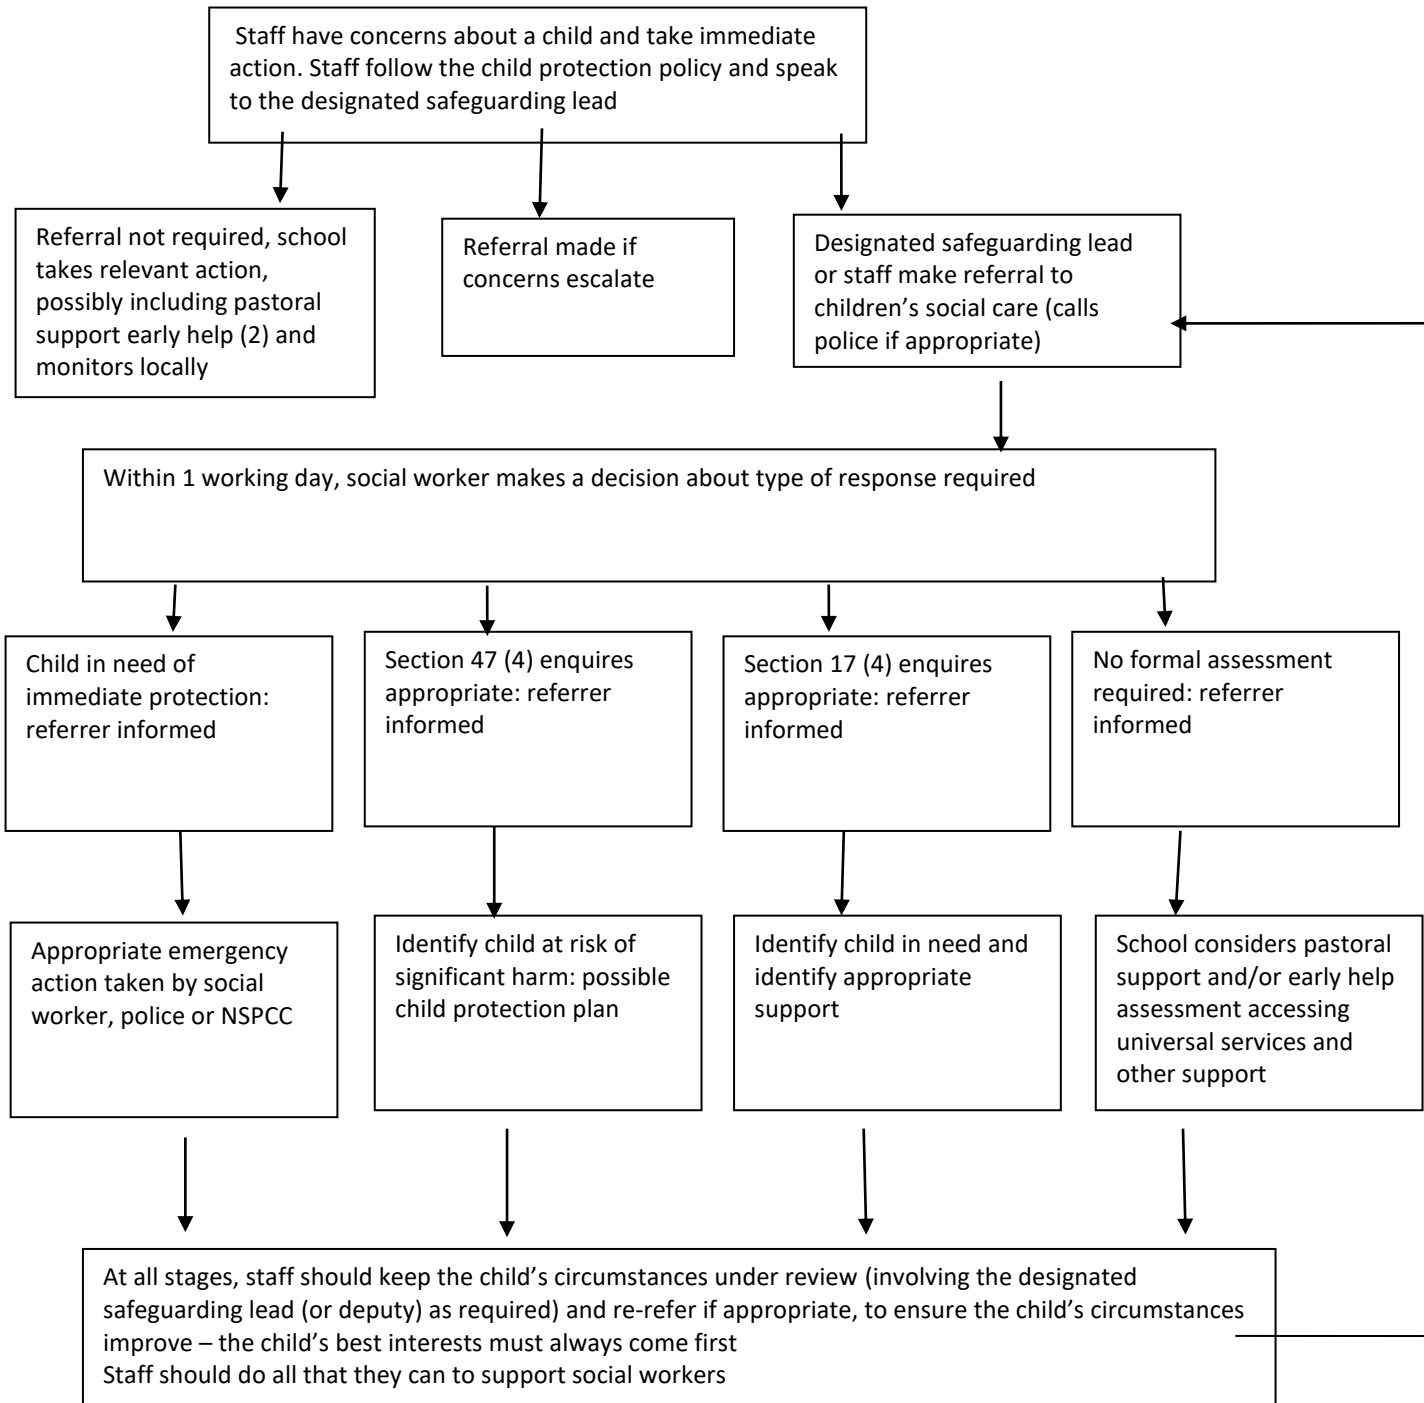 Staff have concerns about a child and take immediate
action. Staff follow the child protection policy and speak
to the designated safeguarding lead
Referral not required, school
takes relevant action,
possibly including pastoral
support early help (2) and
monitors locally
Referral made if
concerns escalate
Designated safeguarding lead
or staff make referral to
children’s social care (calls
police if appropriate)
Within 1 working day, social worker makes a decision about type of response required
Child in need of
immediate protection:
referrer informed
Section 47 (4) enquires
appropriate: referrer
informed
Section 17 (4) enquires
appropriate: referrer
informed
No formal assessment
required: referrer
informed
Appropriate emergency
action taken by social
worker, police or NSPCC
Identify child at risk of
significant harm: possible
child protection plan
Identify child in need and
identify appropriate
support
School considers pastoral
support and/or early help
assessment accessing
universal services and
other support
At all stages, staff should keep the child’s circumstances under review (involving the designated
safeguarding lead (or deputy) as required) and re-refer if appropriate, to ensure the child’s circumstances
improve – the child’s best interests must always come first
Staff should do all that they can to support social workers